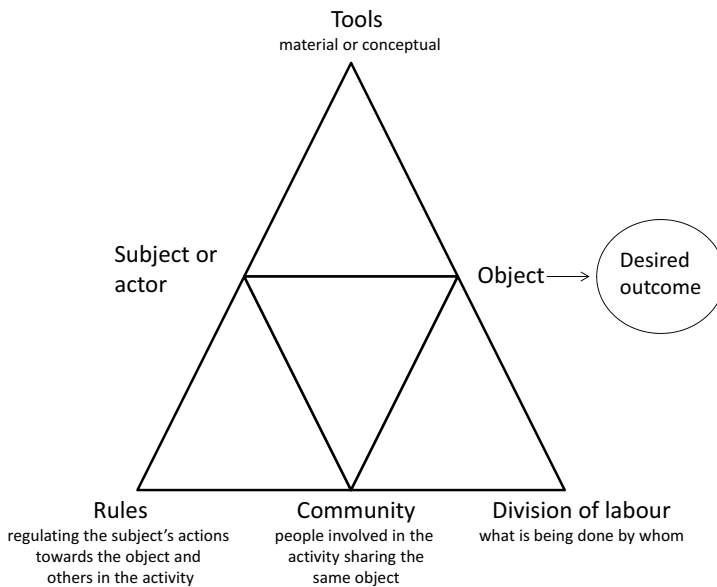 Tools
material or conceptual
Subject or
actor
Object
Desired
outcome
Rules
regulating the subject's actions
towards the object and
others in the activity
Community
people involved in the
activity sharing the
same object
Division of labour
what is being done by whom